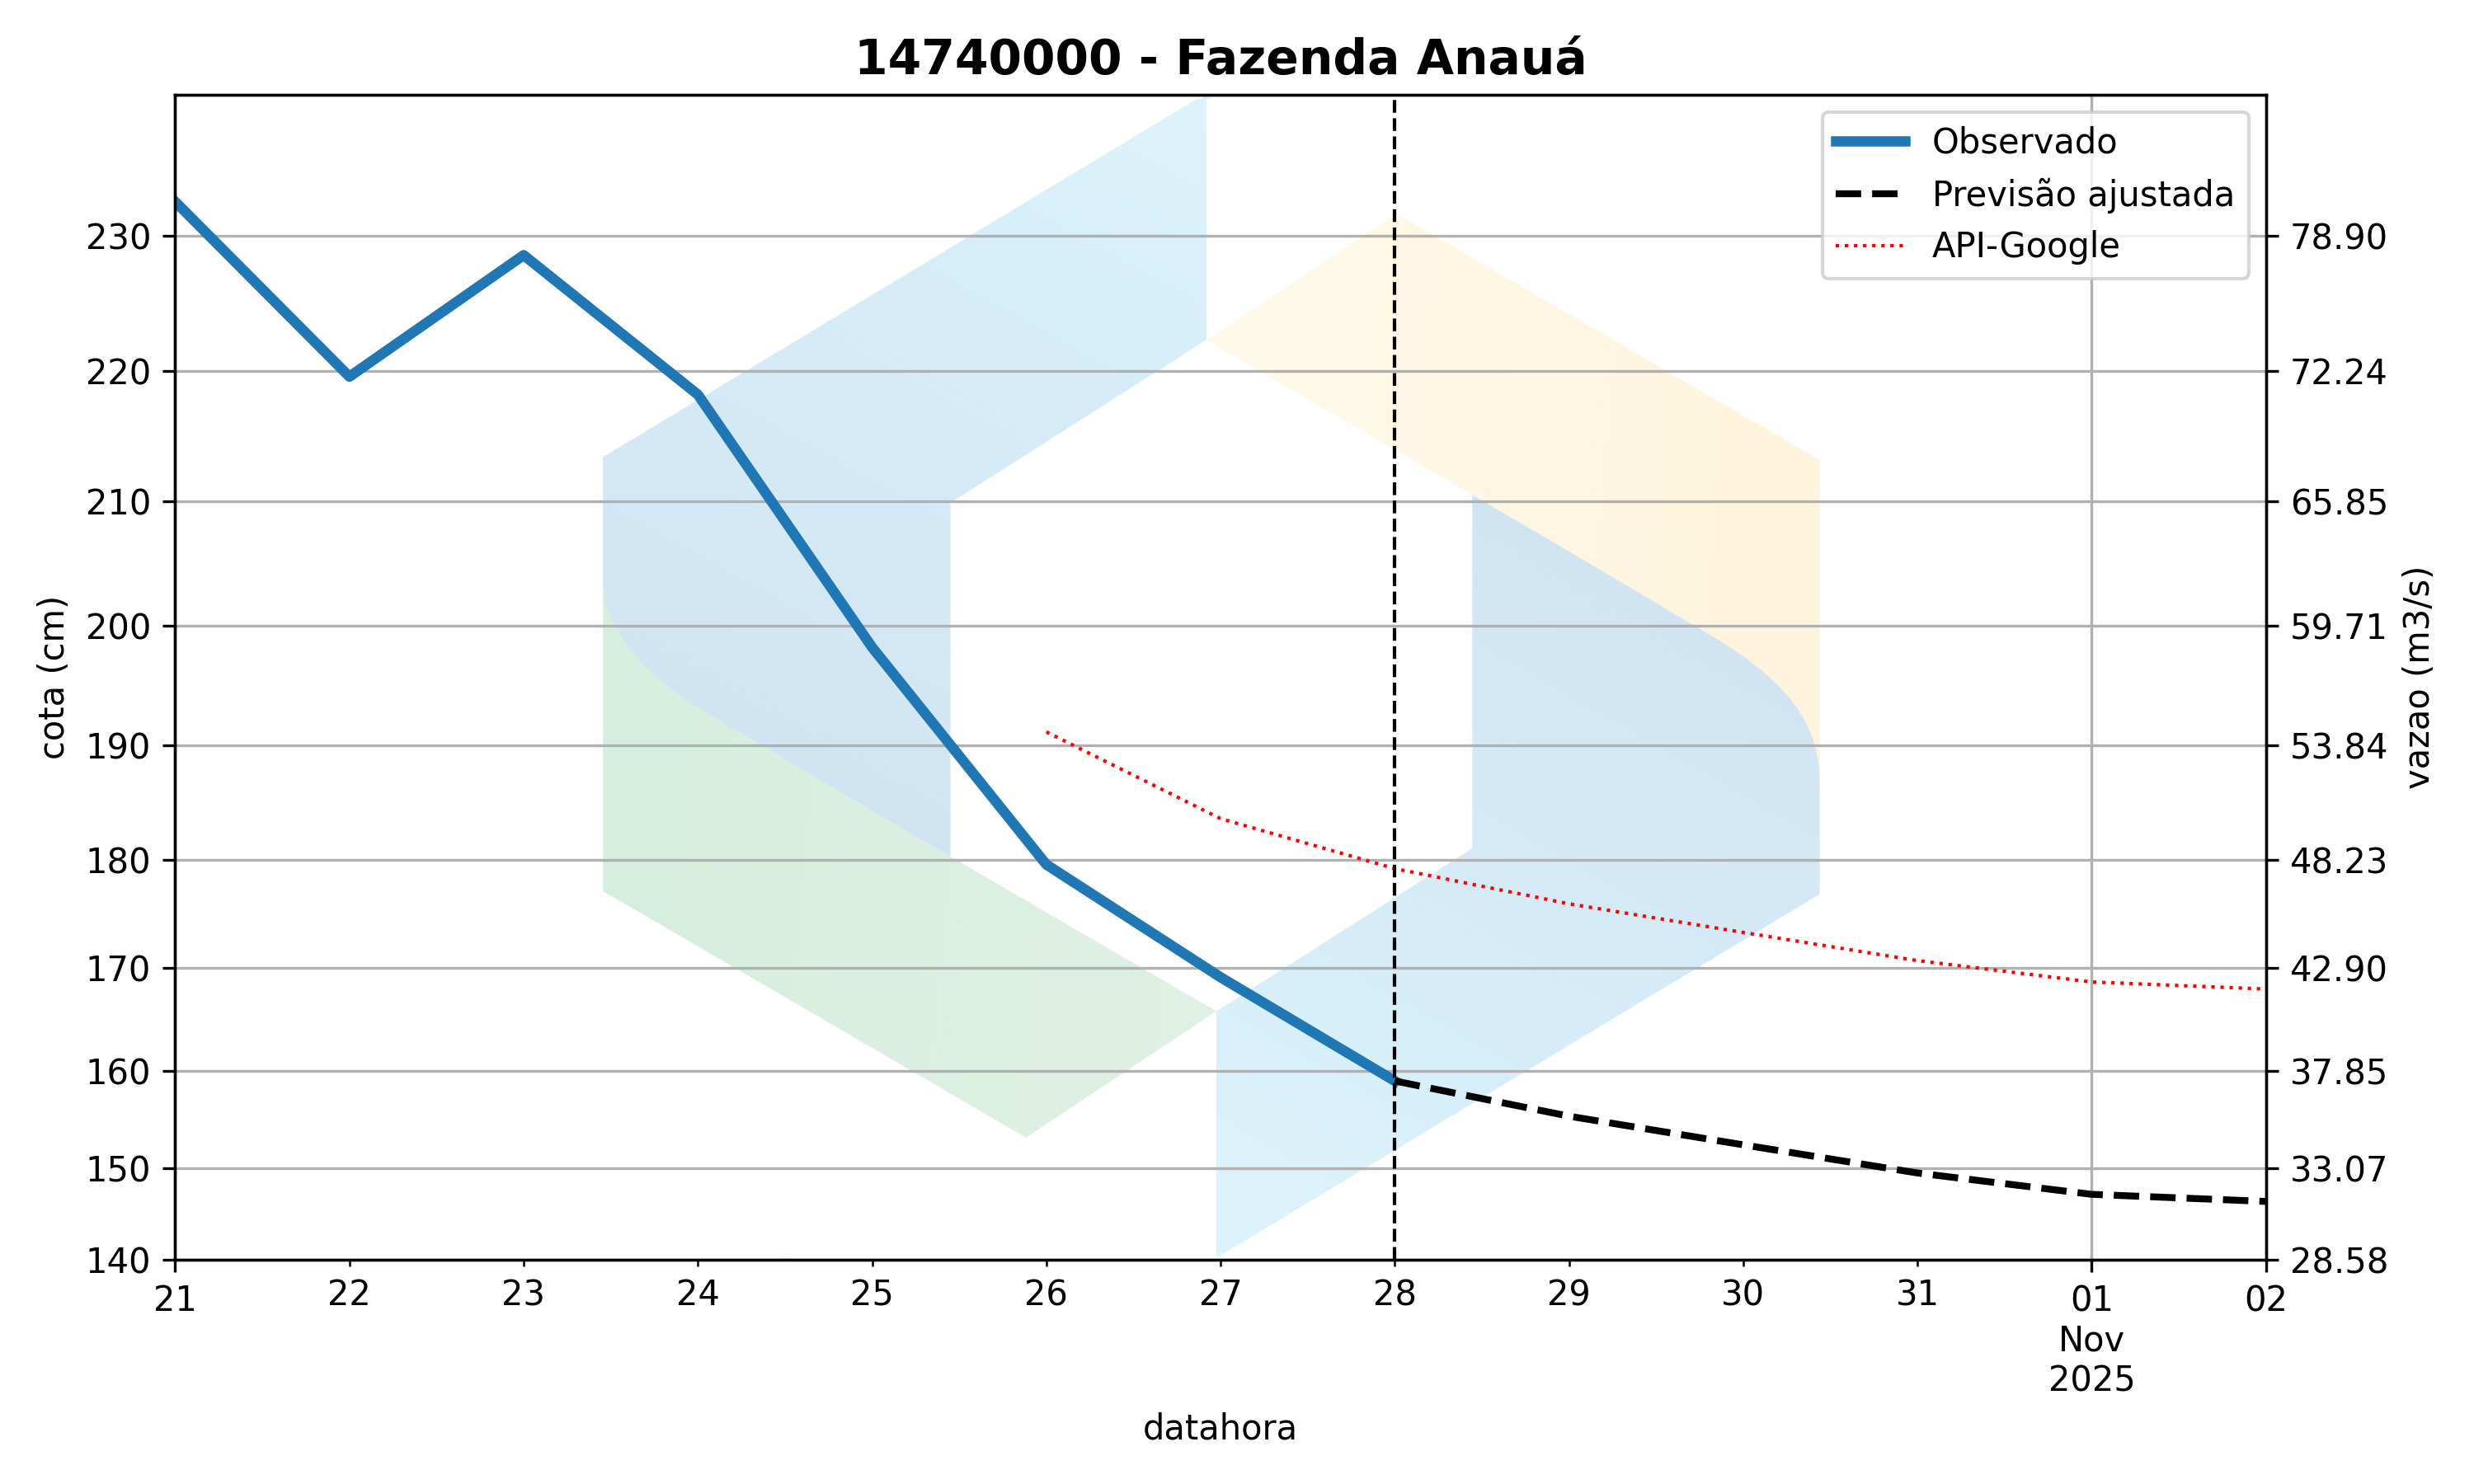 14740000 - Fazenda Anauá
Observado
Previsão ajustada
API-Google
cota (cm)
230
220
210
200
190
180
170
160
150
140
78.90
72.24
65.85
59.71
53.84
48.23
42.90
37.85
33.07
28.58
vazao (m3/s)
21 22 23 24 25 26 27 28 29 30 31 01 02
Nov
2025
datahora